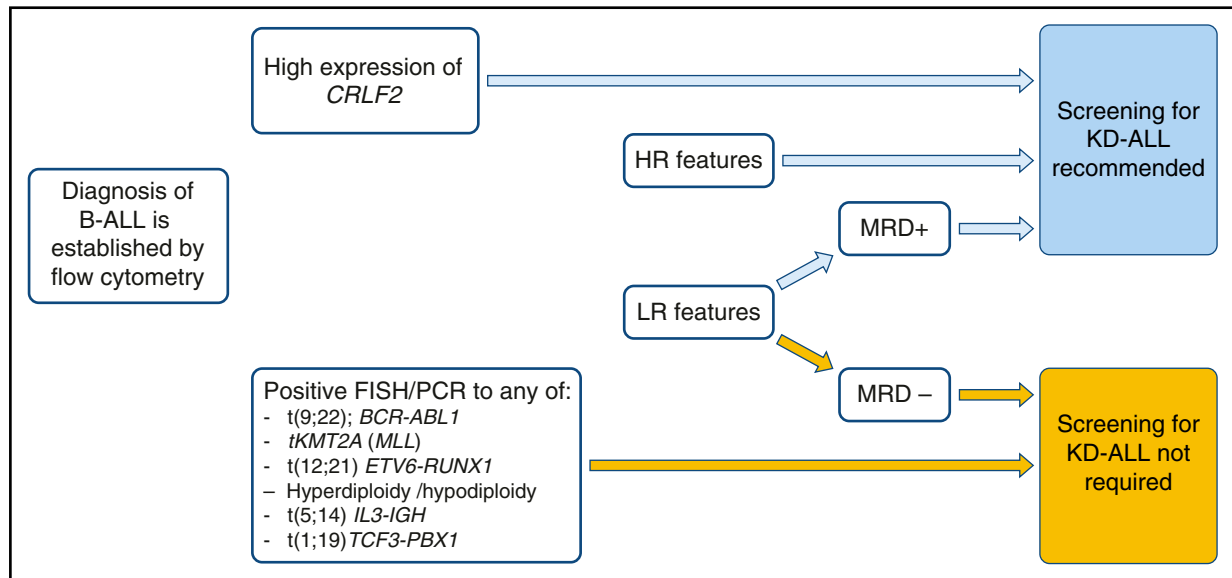 Diagnosis of
B-ALL is
established by
flow cytometry
High expression of
CRLF2
HR features
LR features
MRD+
MRD –
Screening for
KD-ALL
recommended
Positive FISH/PCR to any of:
- t(9;22); BCR-ABL1
- tKMT2A (MLL)
- t(12;21) ETV6-RUNX1
– Hyperdiploidy /hypodiploidy
- t(5;14) IL3-IGH
- t(1;19)TCF3-PBX1
Screening for
KD-ALL not
required